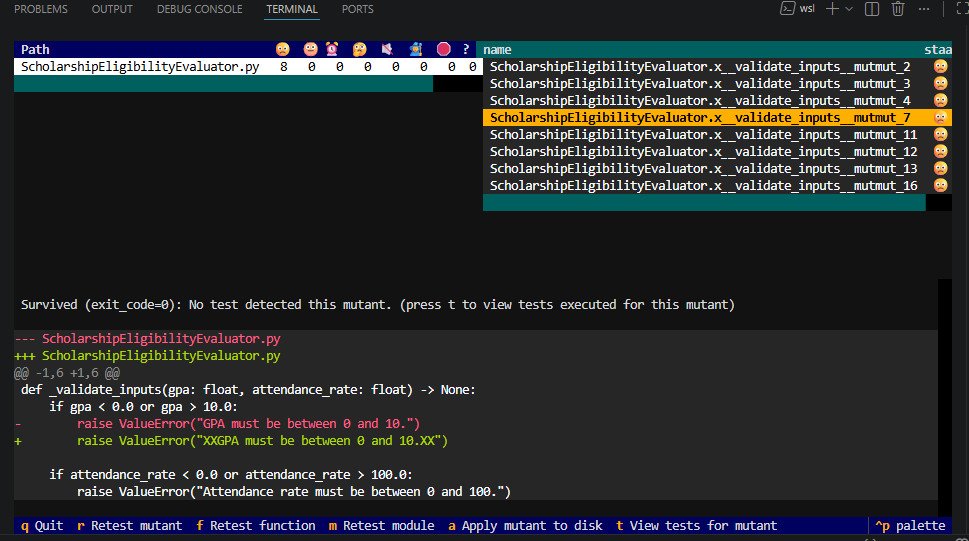 PROBLEMS OUTPUT DEBUG CONSOLE TERMINAL PORTS wsl
Path ?
ScholarshipEligibilityEvaluator.py 8 0 0 0 0 0 0 0
name staa
ScholarshipEligibilityEvaluator.x__validate_inputs__mutmut_2
ScholarshipEligibilityEvaluator.x__validate_inputs__mutmut_3
ScholarshipEligibilityEvaluator.x__validate_inputs__mutmut_4
ScholarshipEligibilityEvaluator.x__validate_inputs__mutmut_7
ScholarshipEligibilityEvaluator.x__validate_inputs__mutmut_11
ScholarshipEligibilityEvaluator.x__validate_inputs__mutmut_12
ScholarshipEligibilityEvaluator.x__validate_inputs__mutmut_13
ScholarshipEligibilityEvaluator.x__validate_inputs__mutmut_16
Survived (exit_code=0): No test detected this mutant. (press t to view tests executed for this mutant)
--- ScholarshipEligibilityEvaluator.py
+++ ScholarshipEligibilityEvaluator.py
@@ -1,6 +1,6 @@
def _validate_inputs(gpa: float, attendance_rate: float) -> None:
if gpa < 0.0 or gpa > 10.0:
- raise ValueError("GPA must be between 0 and 10.")
+ raise ValueError("XXGPA must be between 0 and 10.XX")
if attendance_rate < 0.0 or attendance_rate > 100.0:
raise ValueError("Attendance rate must be between 0 and 100.")
q Quit r Retest mutant f Retest function m Retest module a Apply mutant to disk t View tests for mutant ^p palette